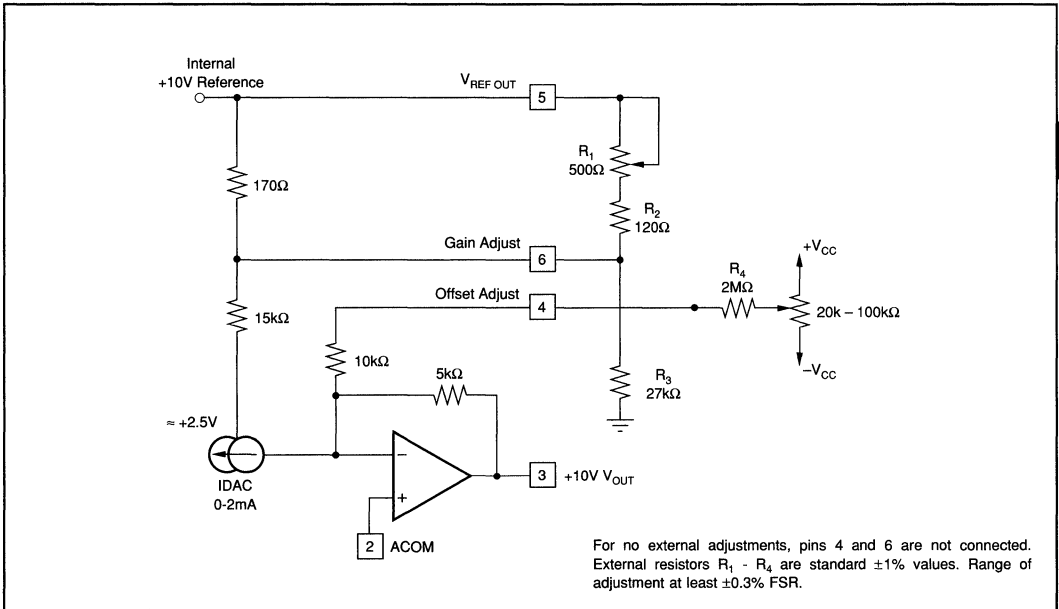 Internal
+10V Reference
V_REF OUT
5
R₁
500Ω
170Ω
R₂
120Ω
Gain Adjust
6
+V_CC
R₄
2MΩ
Offset Adjust
4
20k – 100kΩ
15kΩ
–V_CC
10kΩ
5kΩ
R₃
27kΩ
≈ +2.5V
–
+
IDAC
0-2mA
3
+10V V_OUT
2
ACOM
For no external adjustments, pins 4 and 6 are not connected.
External resistors R₁ - R₄ are standard ±1% values. Range of
adjustment at least ±0.3% FSR.